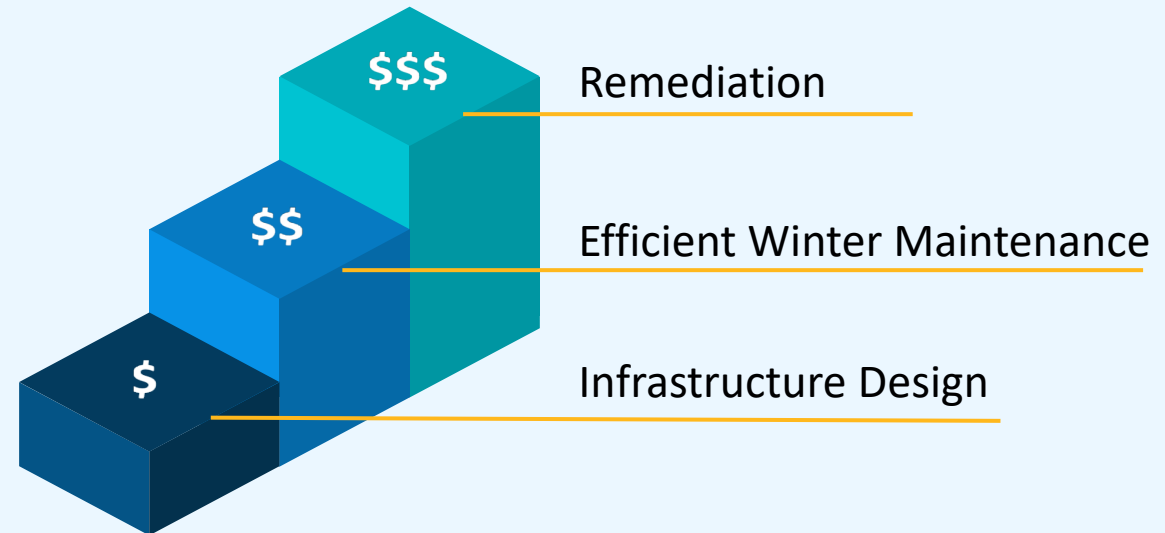 $$$
Remediation
$$
Efficient Winter Maintenance
$
Infrastructure Design